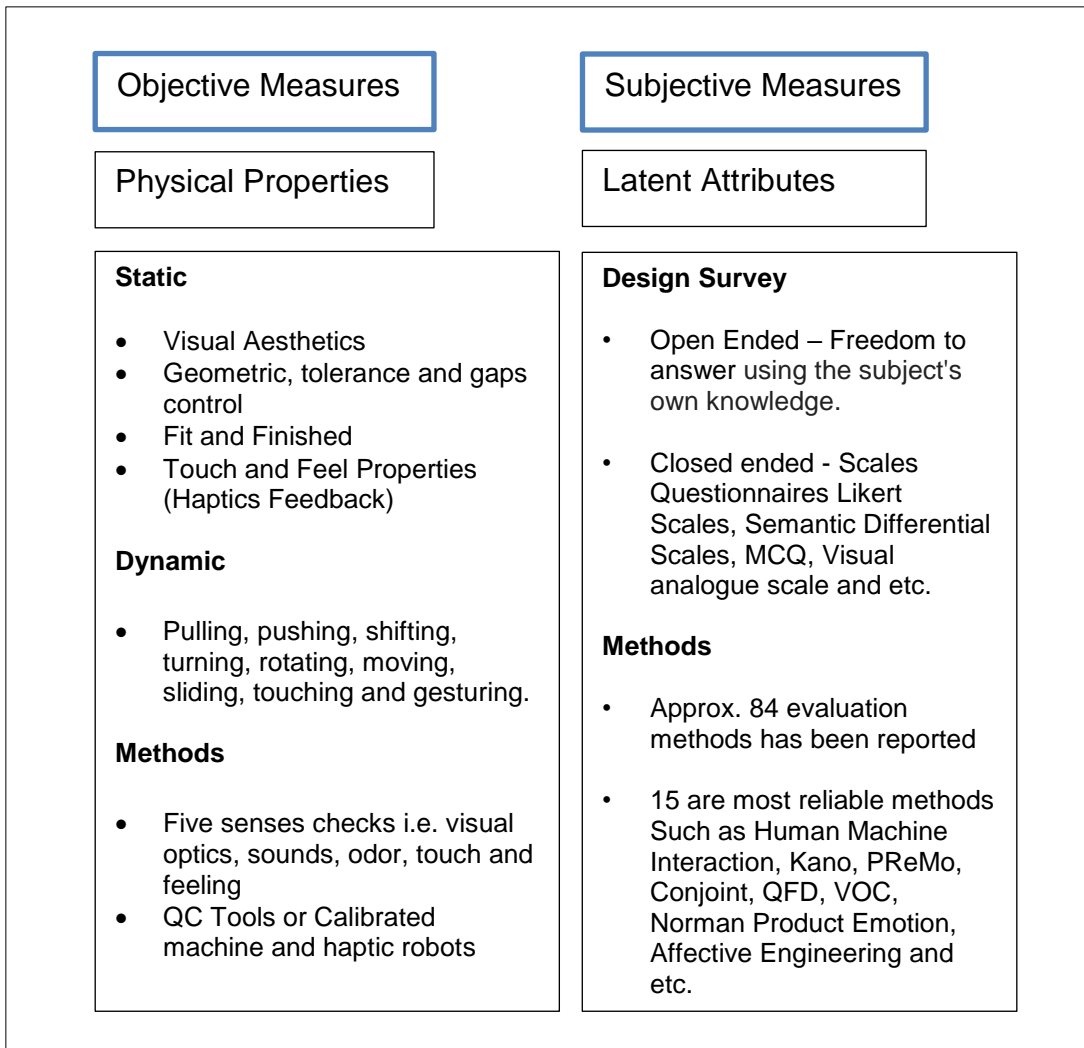 Objective Measures
Physical Properties
Static
• Visual Aesthetics
• Geometric, tolerance and gaps
control
• Fit and Finished
• Touch and Feel Properties
(Haptics Feedback)
Dynamic
• Pulling, pushing, shifting,
turning, rotating, moving,
sliding, touching and gesturing.
Methods
• Five senses checks i.e. visual
optics, sounds, odor, touch and
feeling
• QC Tools or Calibrated
machine and haptic robots
Subjective Measures
Latent Attributes
Design Survey
• Open Ended – Freedom to
answer using the subject's
own knowledge.
• Closed ended - Scales
Questionnaires Likert
Scales, Semantic Differential
Scales, MCQ, Visual
analogue scale and etc.
Methods
• Approx. 84 evaluation
methods has been reported
• 15 are most reliable methods
Such as Human Machine
Interaction, Kano, PReMo,
Conjoint, QFD, VOC,
Norman Product Emotion,
Affective Engineering and
etc.